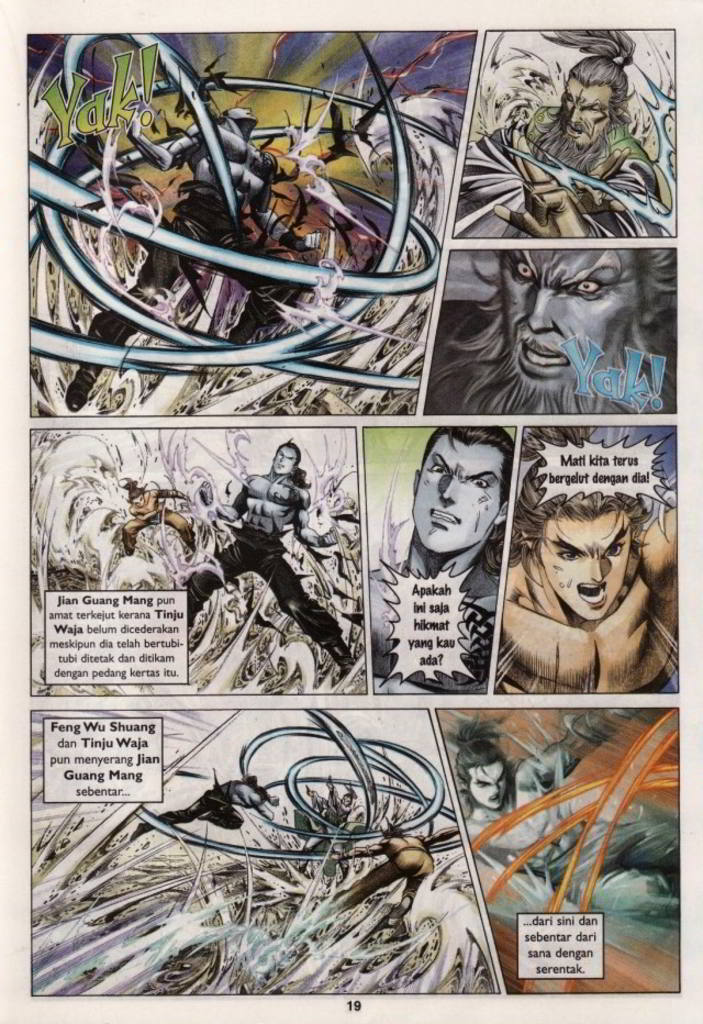 Yak!
Yak!
Jian Guang Mang pun
amat terkejut kerana Tinju
Waja belum dicederakan
meskipun dia telah bertubi-
tubi ditetak dan ditikam
dengan pedang kertas itu.
Apakah
ini saja
hikmat
yang kau
ada?
Mati kita terus
bergelut dengan dia!
Feng Wu Shuang
dan Tinju Waja
pun menyerang Jian
Guang Mang
sebentar...
...dari sini dan
sebentar dari
sana dengan
serentak.
19